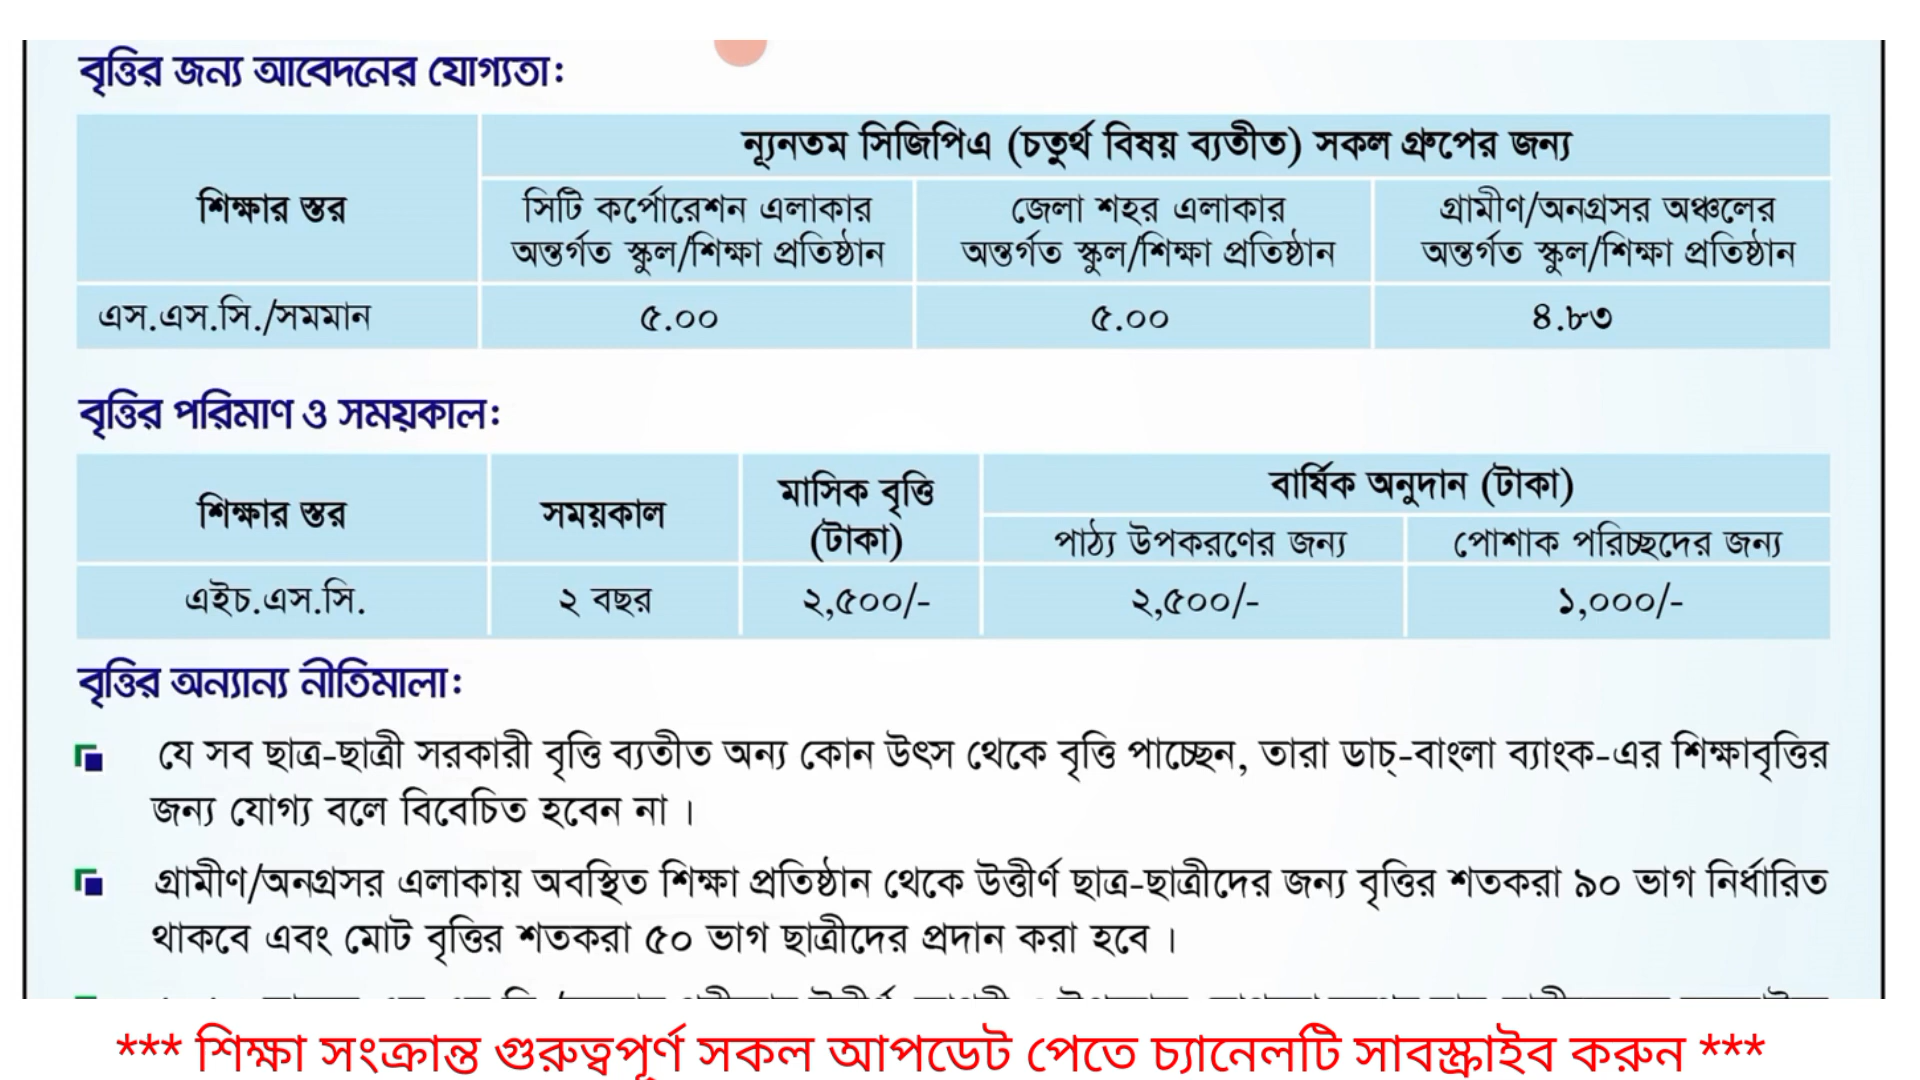 বৃত্তির জন্য আবেদনের যোগ্যতা:
শিক্ষার স্তর
ন্যূনতম সিজিপিএ (চতুর্থ বিষয় ব্যতীত) সকল গ্রুপের জন্য
সিটি কর্পোরেশন এলাকার
অন্তর্গত স্কুল/শিক্ষা প্রতিষ্ঠান
জেলা শহর এলাকার
অন্তর্গত স্কুল/শিক্ষা প্রতিষ্ঠান
গ্রামীণ/অনগ্রসর অঞ্চলের
অন্তর্গত স্কুল/শিক্ষা প্রতিষ্ঠান
এস.এস.সি./সমমান ৫.০০ ৫.০০ ৪.৮৩
বৃত্তির পরিমাণ ও সময়কাল:
শিক্ষার স্তর
সময়কাল
মাসিক বৃত্তি
(টাকা)
বার্ষিক অনুদান (টাকা)
পাঠ্য উপকরণের জন্য
পোশাক পরিচ্ছদের জন্য
এইচ.এস.সি. ২ বছর ২,৫০০/- ২,৫০০/- ১,০০০/-
বৃত্তির অন্যান্য নীতিমালা:
যে সব ছাত্র-ছাত্রী সরকারী বৃত্তি ব্যতীত অন্য কোন উৎস থেকে বৃত্তি পাচ্ছেন, তারা ডাচ্-বাংলা ব্যাংক-এর শিক্ষাবৃত্তির
জন্য যোগ্য বলে বিবেচিত হবেন না।
গ্রামীণ/অনগ্রসর এলাকায় অবস্থিত শিক্ষা প্রতিষ্ঠান থেকে উত্তীর্ণ ছাত্র-ছাত্রীদের জন্য বৃত্তির শতকরা ৯০ ভাগ নির্ধারিত
থাকবে এবং মোট বৃত্তির শতকরা ৫০ ভাগ ছাত্রীদের প্রদান করা হবে।
*** শিক্ষা সংক্রান্ত গুরুত্বপূর্ণ সকল আপডেট পেতে চ্যানেলটি সাবস্ক্রাইব করুন ***